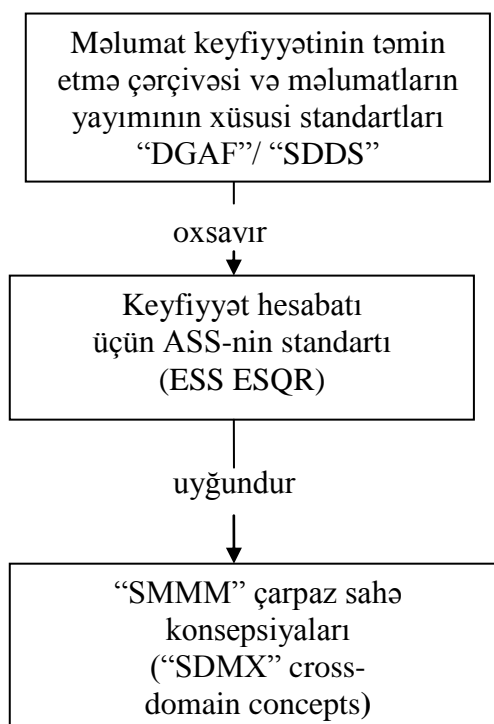 Məlumat keyfiyyətinin təmin
etmə çərçivəsi və məlumatların
yayımının xüsusi standartları
“DGAF”/ “SDDS”
oxsavır
Keyfiyyət hesabatı
üçün ASS-nin standartı
(ESS ESQR)
uyğundur
“SMMM” çarpaz sahə
konsepsiyaları
(“SDMX” cross-
domain concepts)